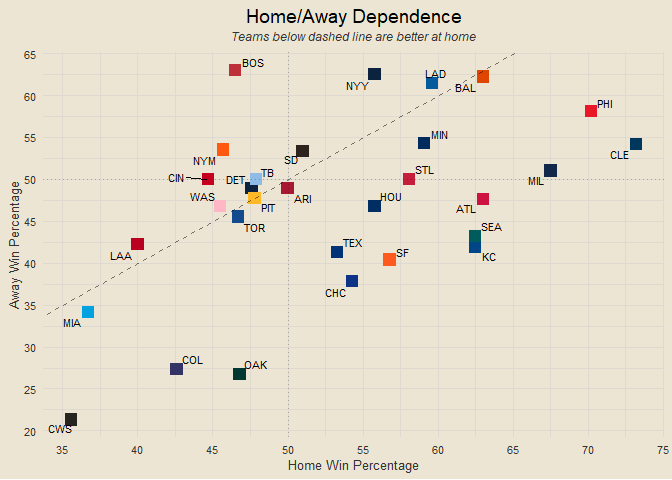 Home/Away Dependence
Teams below dashed line are better at home
65
BOS
LAD
NYY
BAL
60
PHI
55
MIN
NYM
SD
CLE
CIN
DET
TB
STL
MIL
50
WAS
PIT
ARI
HOU
ATL
45
TOR
SEA
LAA
TEX
SF
KC
40
CHC
35
MIA
30
COL
OAK
25
CWS
20
Away Win Percentage
35 40 45 50 55 60 65 70 75
Home Win Percentage